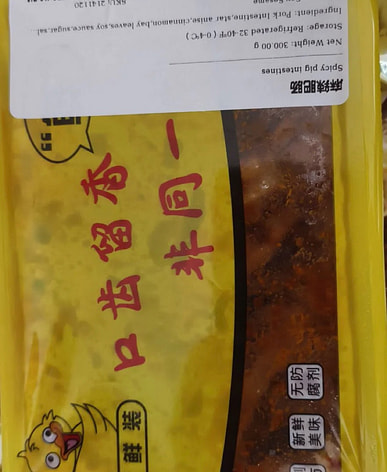 麻辣肥肠
Spicy pig intestines
Net Weight: 300.00 g
Storage: Refrigerated 32-40°F ( 0-4°C)
Ingredient: Pork Intestine,star,anise,cinnamon,bay,leaves,soy,sauce,sugar,sal...
SKU: 2141120
口齿留香
非同一
鲜装
无防
腐剂
新鲜
美味